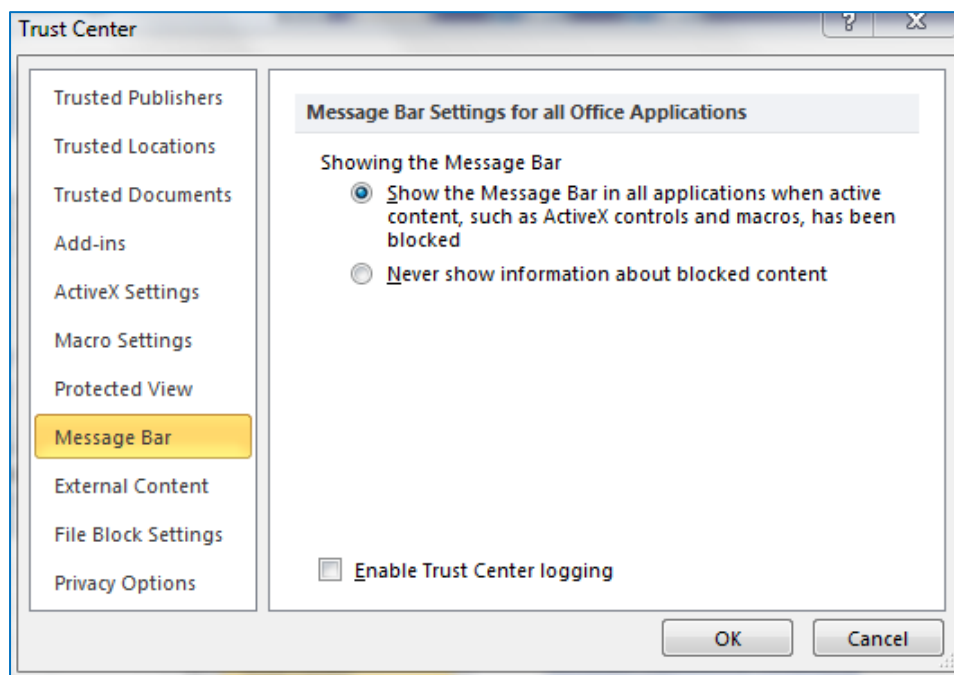 Trust Center
?
Trusted Publishers
Trusted Locations
Trusted Documents
Add-ins
ActiveX Settings
Macro Settings
Protected View
Message Bar
External Content
File Block Settings
Privacy Options
Message Bar Settings for all Office Applications
Showing the Message Bar
Show the Message Bar in all applications when active
content, such as ActiveX controls and macros, has been
blocked
Never show information about blocked content
Enable Trust Center logging
OK
Cancel